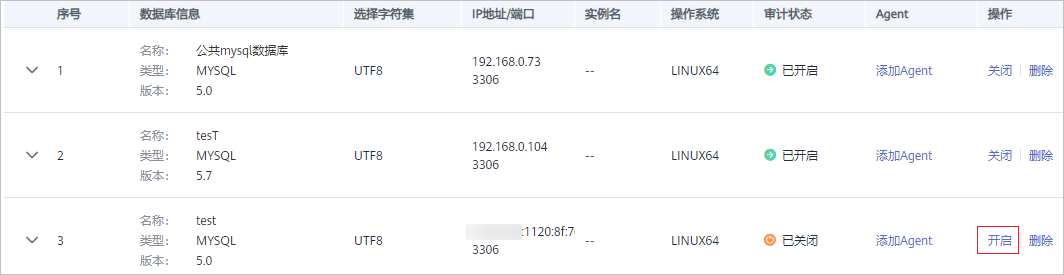 序号 数据库信息 选择字符集 IP地址/端口 实例名 操作系统 审计状态 Agent 操作
名称： 公共mysql数据库
1 类型： MYSQL UTF8 192.168.0.73 3306 -- LINUX64 已开启 添加Agent 关闭 删除
版本： 5.0
名称： tesT
2 类型： MYSQL UTF8 192.168.0.104 3306 -- LINUX64 已开启 添加Agent 关闭 删除
版本： 5.7
名称： test
3 类型： MYSQL UTF8 :1120:8f: 3306 -- LINUX64 已关闭 添加Agent 开启 删除
版本： 5.0